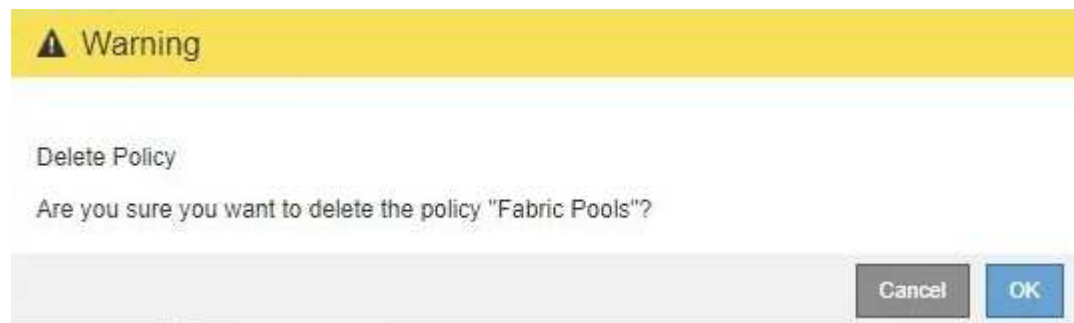 Warning
Delete Policy
Are you sure you want to delete the policy "Fabric Pools"?
Cancel OK